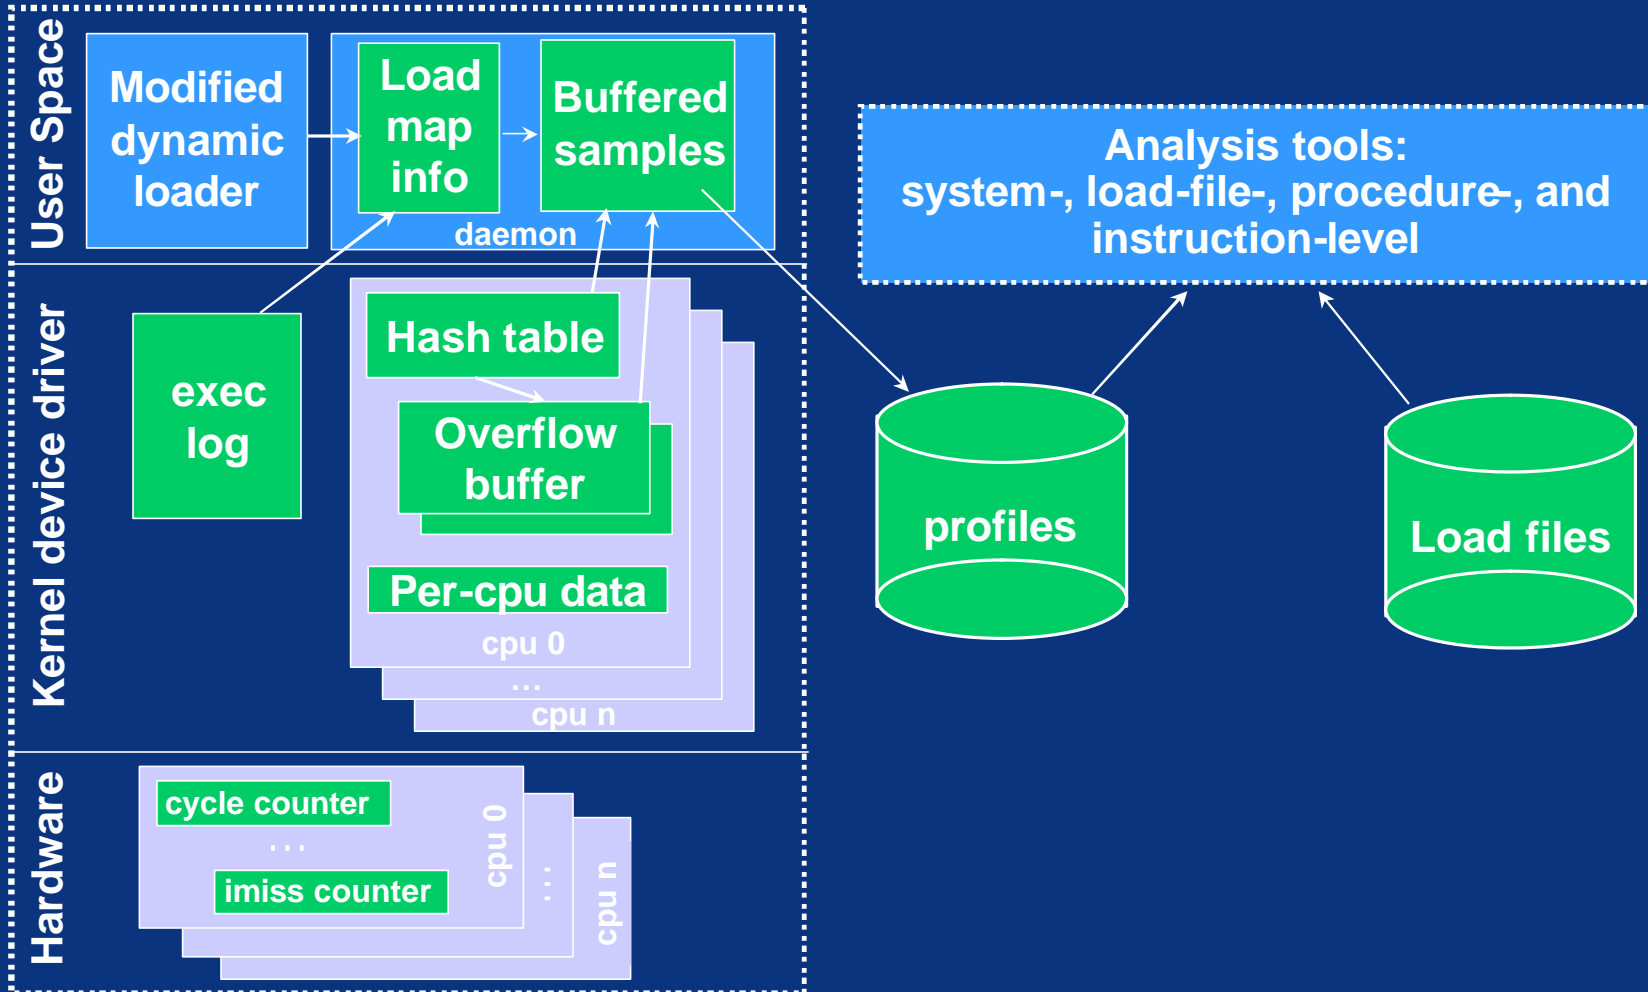 User Space
Modified
dynamic
loader
Load
map
info
Buffered
samples
daemon
Analysis tools:
system-, load-file-, procedure-, and
instruction-level
Kernel device driver
exec
log
Hash table
Overflow
buffer
Per-cpu data
cpu 0
...
cpu n
profiles
Load files
Hardware
cycle counter
...
imiss counter
cpu 0
...
cpu n